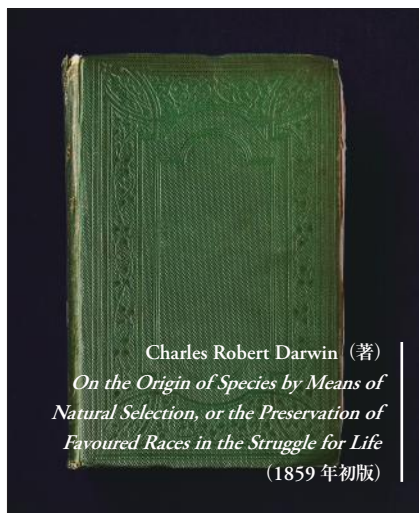 Charles Robert Darwin（著）
On the Origin of Species by Means of
Natural Selection, or the Preservation of
Favoured Races in the Struggle for Life
（1859 年初版）